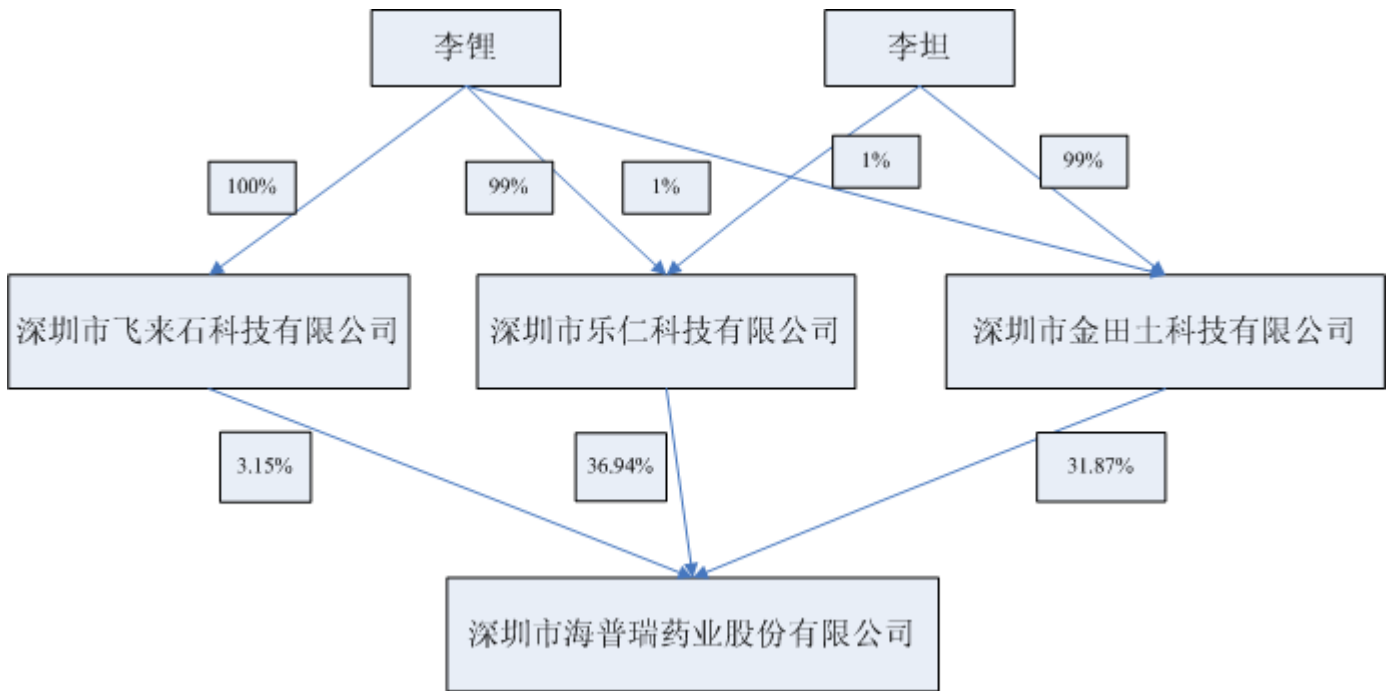 李锂
李坦
100%
99%
1%
1%
99%
深圳市飞来石科技有限公司
深圳市乐仁科技有限公司
深圳市金田土科技有限公司
3.15%
36.94%
31.87%
深圳市海普瑞药业股份有限公司